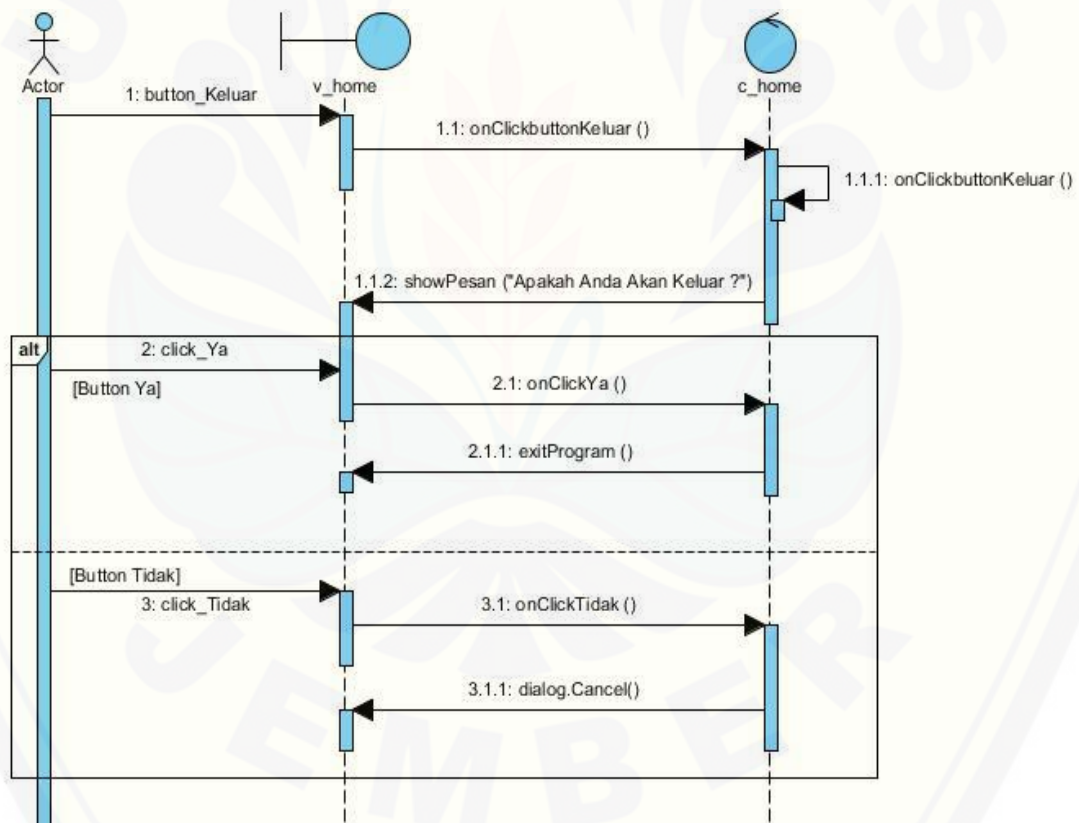 Actor
v_home
c_home
1: button_Keluar
1.1: onClickbuttonKeluar ()
1.1.1: onClickbuttonKeluar ()
1.1.2: showPesan ("Apakah Anda Akan Keluar ?")
alt
2: click_Ya
[Button Ya]
2.1: onClickYa ()
2.1.1: exitProgram ()
[Button Tidak]
3: click_Tidak
3.1: onClickTidak ()
3.1.1: dialog.Cancel()
JEMBER